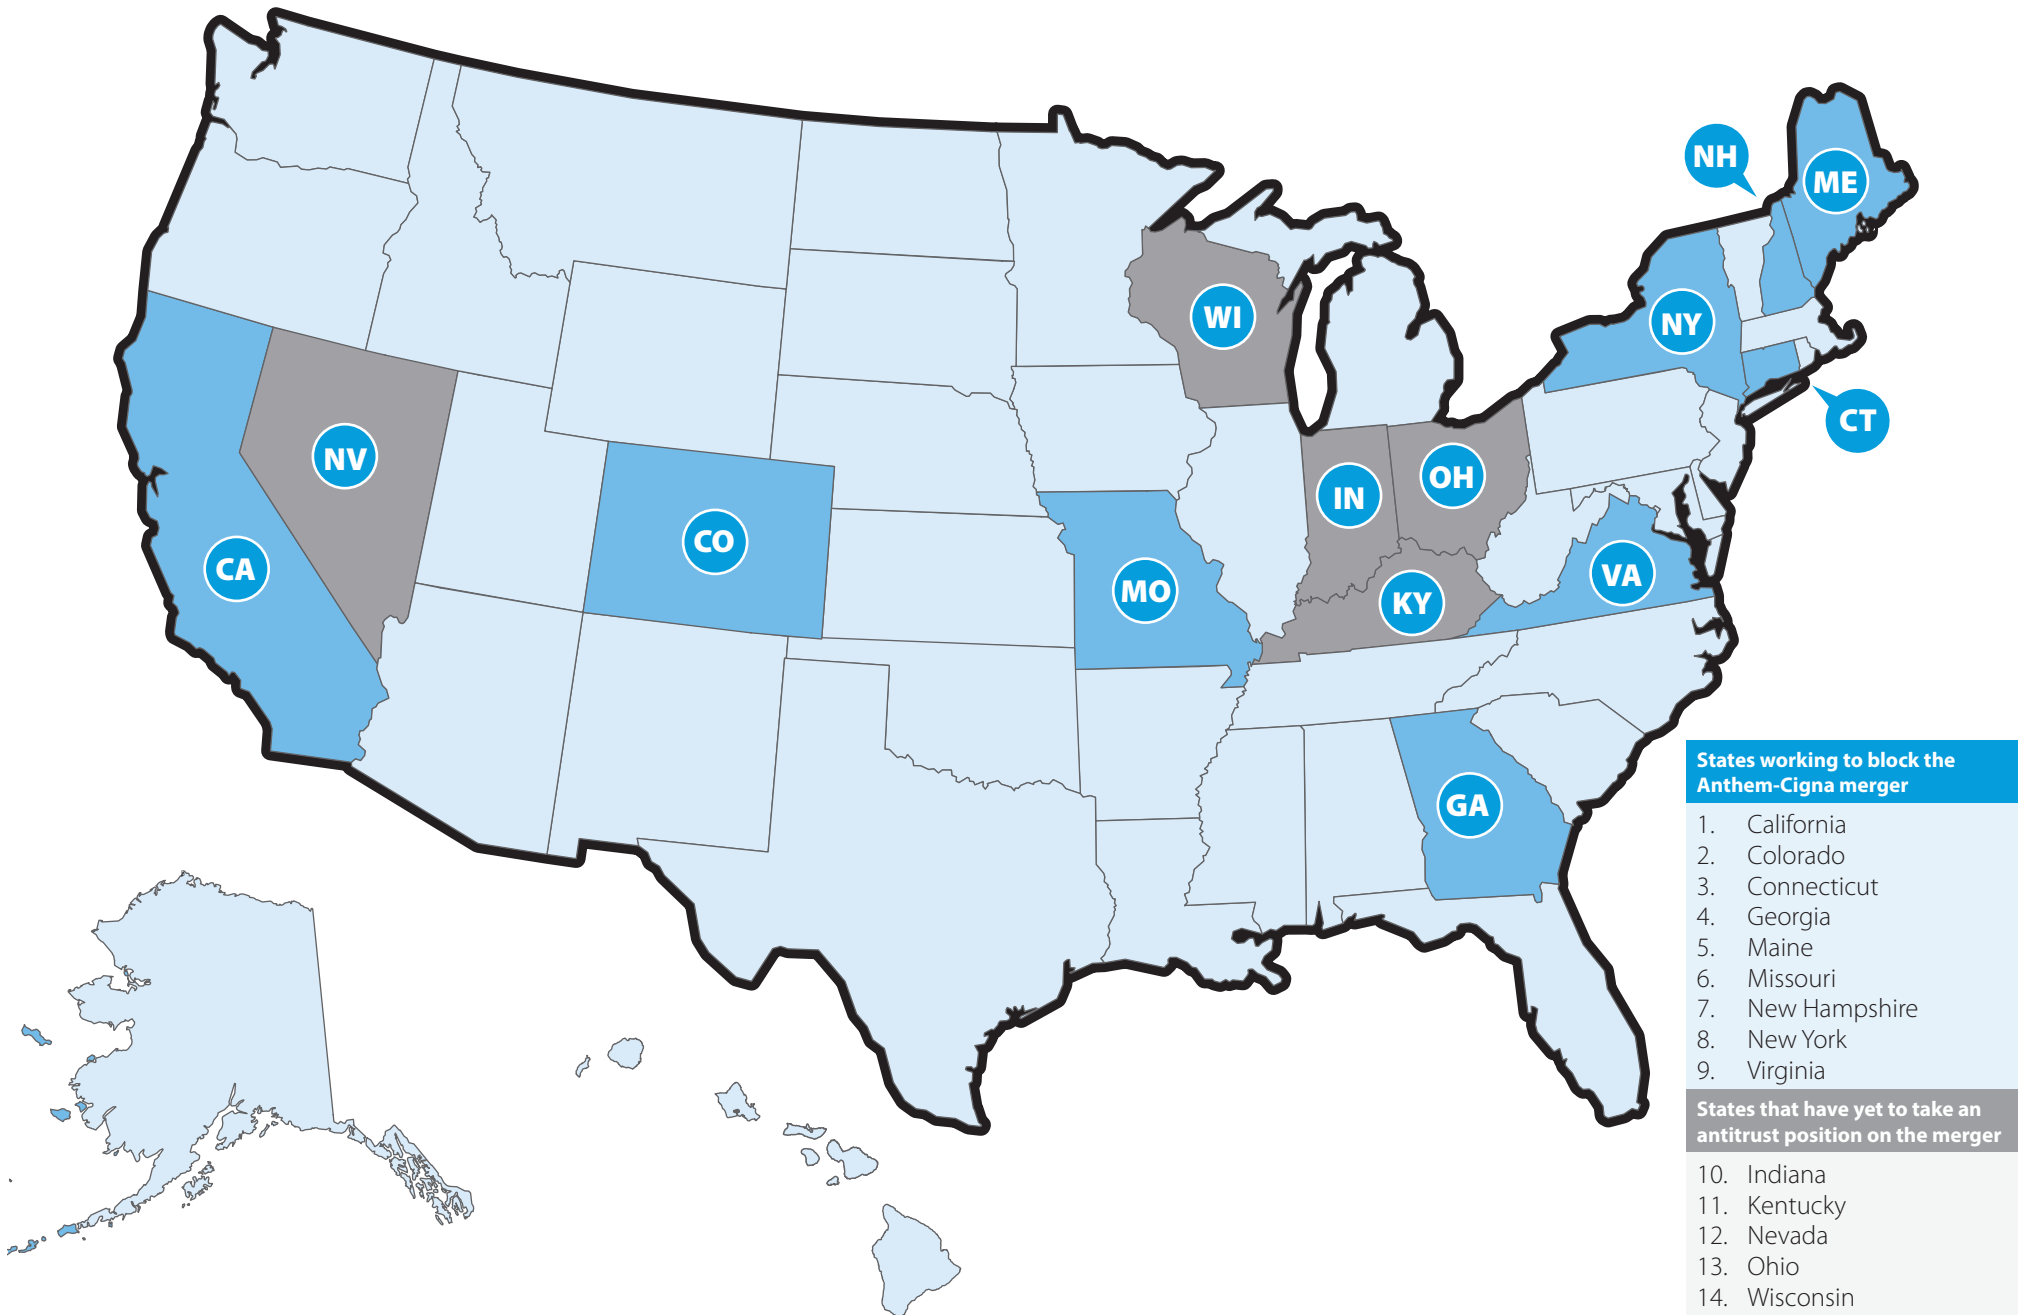 NH
ME
WI
NY
CT
NV
OH
IN
CO
CA
VA
MO
KY
GA
States working to block the
Anthem-Cigna merger
1. California
2. Colorado
3. Connecticut
4. Georgia
5. Maine
6. Missouri
7. New Hampshire
8. New York
9. Virginia
States that have yet to take an
antitrust position on the merger
10. Indiana
11. Kentucky
12. Nevada
13. Ohio
14. Wisconsin